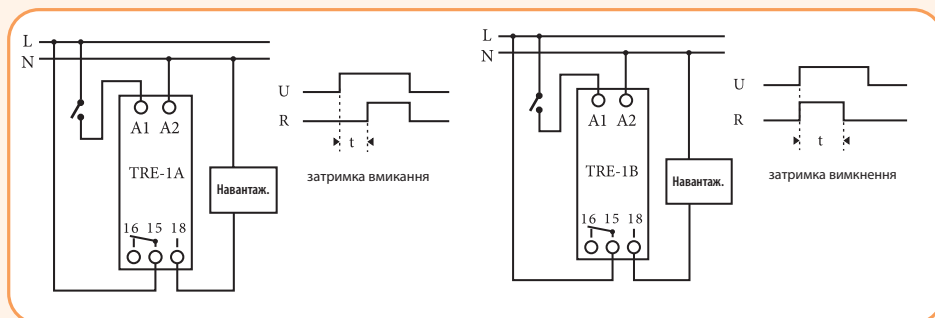 L
N
A1 A2
TRE-1A
16 15 18
Навантаж.
U
R
t
затримка вмикання
L
N
A1 A2
TRE-1B
16 15 18
Навантаж.
U
R
t
затримка вимкнення